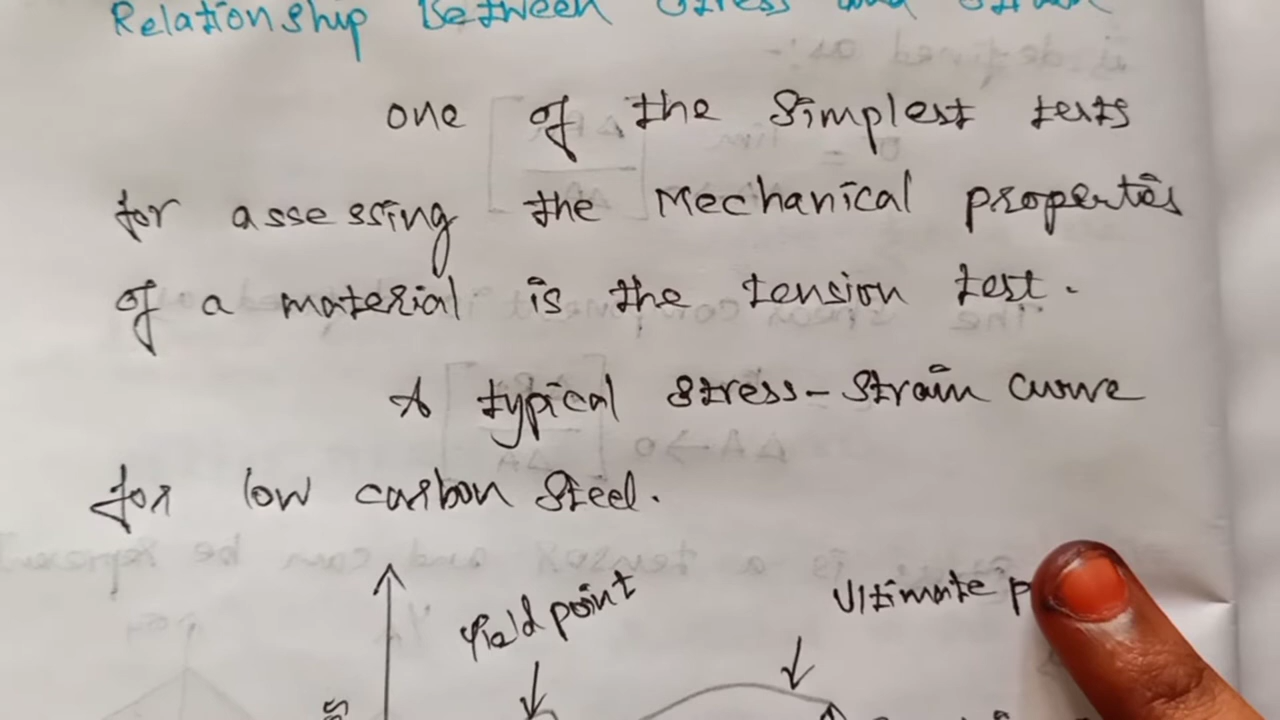 Relationship Between Stress and Strain
one of the simplest tests
for assessing the Mechanical properties
of a material is the tension test.
A typical stress-strain curve
for low carbon steel.
yield point
Ultimate